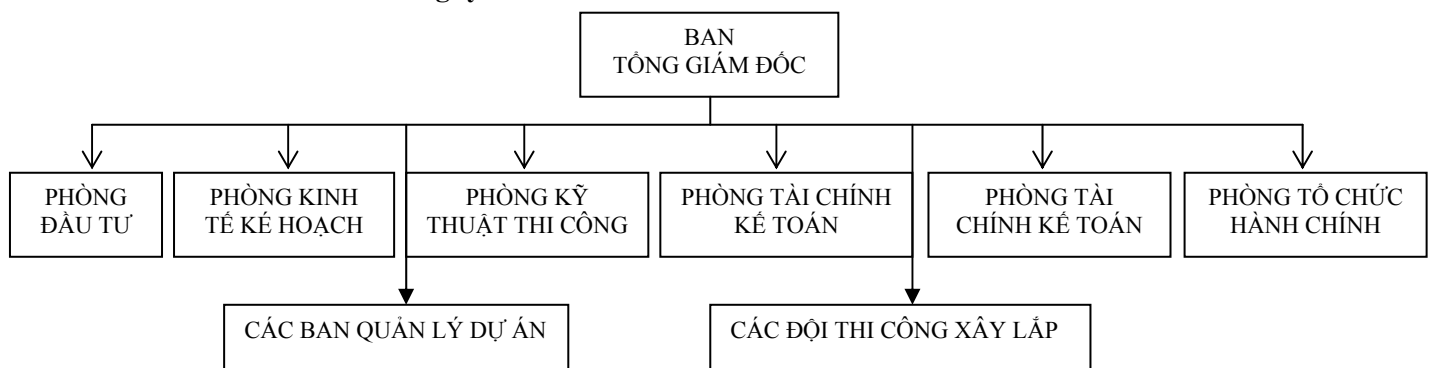 BAN
TỔNG GIÁM ĐỐC
PHÒNG
ĐẦU TƯ
PHÒNG KINH
TẾ KÉ HOẠCH
PHÒNG KỸ
THUẬT THI CÔNG
PHÒNG TÀI CHÍNH
KẾ TOÁN
PHÒNG TÀI
CHÍNH KẾ TOÁN
PHÒNG TỔ CHỨC
HÀNH CHÍNH
CÁC BAN QUẢN LÝ DỰ ÁN
CÁC ĐỘI THI CÔNG XÂY LẮP